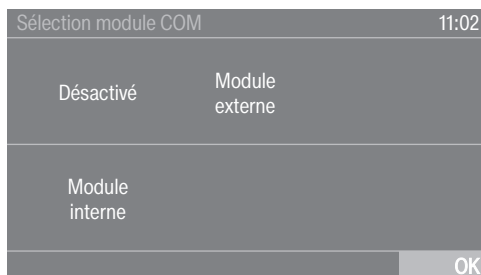 Sélection module COM 11:02
Désactivé
Module
externe
Module
interne
OK